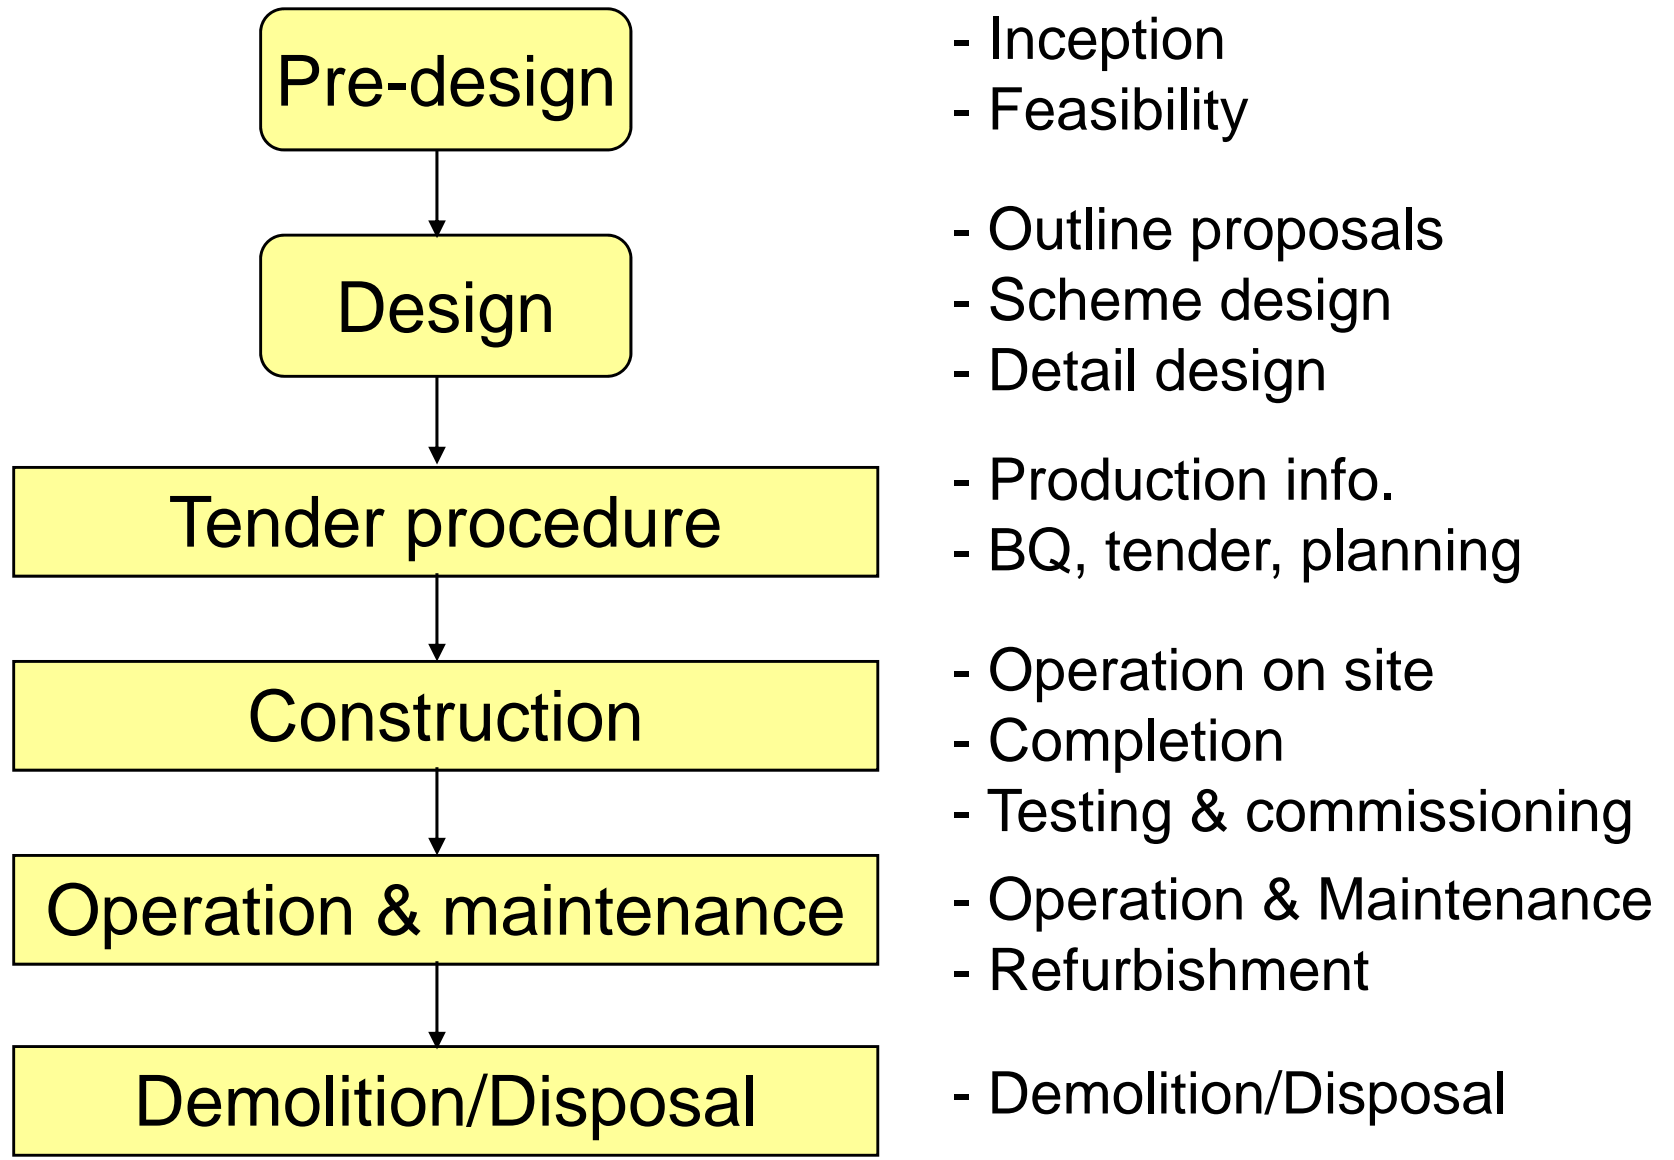 Pre-design
- Inception
- Feasibility
Design
- Outline proposals
- Scheme design
- Detail design
Tender procedure
- Production info.
- BQ, tender, planning
Construction
- Operation on site
- Completion
- Testing & commissioning
Operation & maintenance
- Operation & Maintenance
- Refurbishment
Demolition/Disposal
- Demolition/Disposal